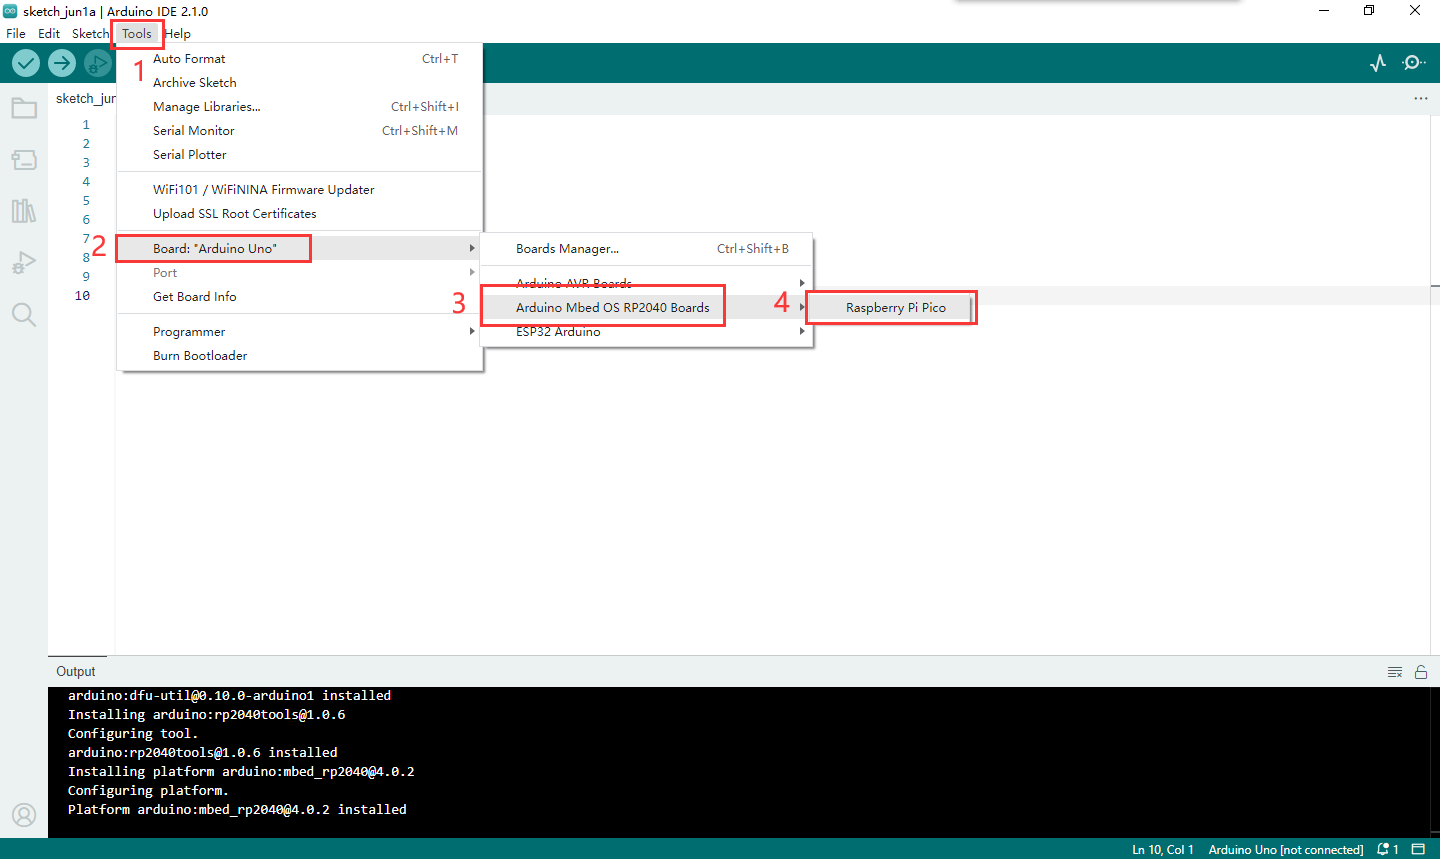 sketch_jun1a | Arduino IDE 2.1.0
File Edit Sketch Tools Help
1
Auto Format Ctrl+T
Archive Sketch
Manage Libraries... Ctrl+Shift+I
Serial Monitor Ctrl+Shift+M
Serial Plotter
WiFi101 / WiFiNINA Firmware Updater
Upload SSL Root Certificates
2
Board: "Arduino Uno"
Port
Get Board Info
Programmer
Burn Bootloader
Boards Manager... Ctrl+Shift+B
Arduino AVR Boards
3
Arduino Mbed OS RP2040 Boards
ESP32 Arduino
4
Raspberry Pi Pico
sketch_jun
1
2
3
4
5
6
7
8
9
10
Output
arduino:dfu-util@0.10.0-arduino1 installed
Installing arduino:rp2040tools@1.0.6
Configuring tool.
arduino:rp2040tools@1.0.6 installed
Installing platform arduino:mbed_rp2040@4.0.2
Configuring platform.
Platform arduino:mbed_rp2040@4.0.2 installed
Ln 10, Col 1 Arduino Uno [not connected] 1